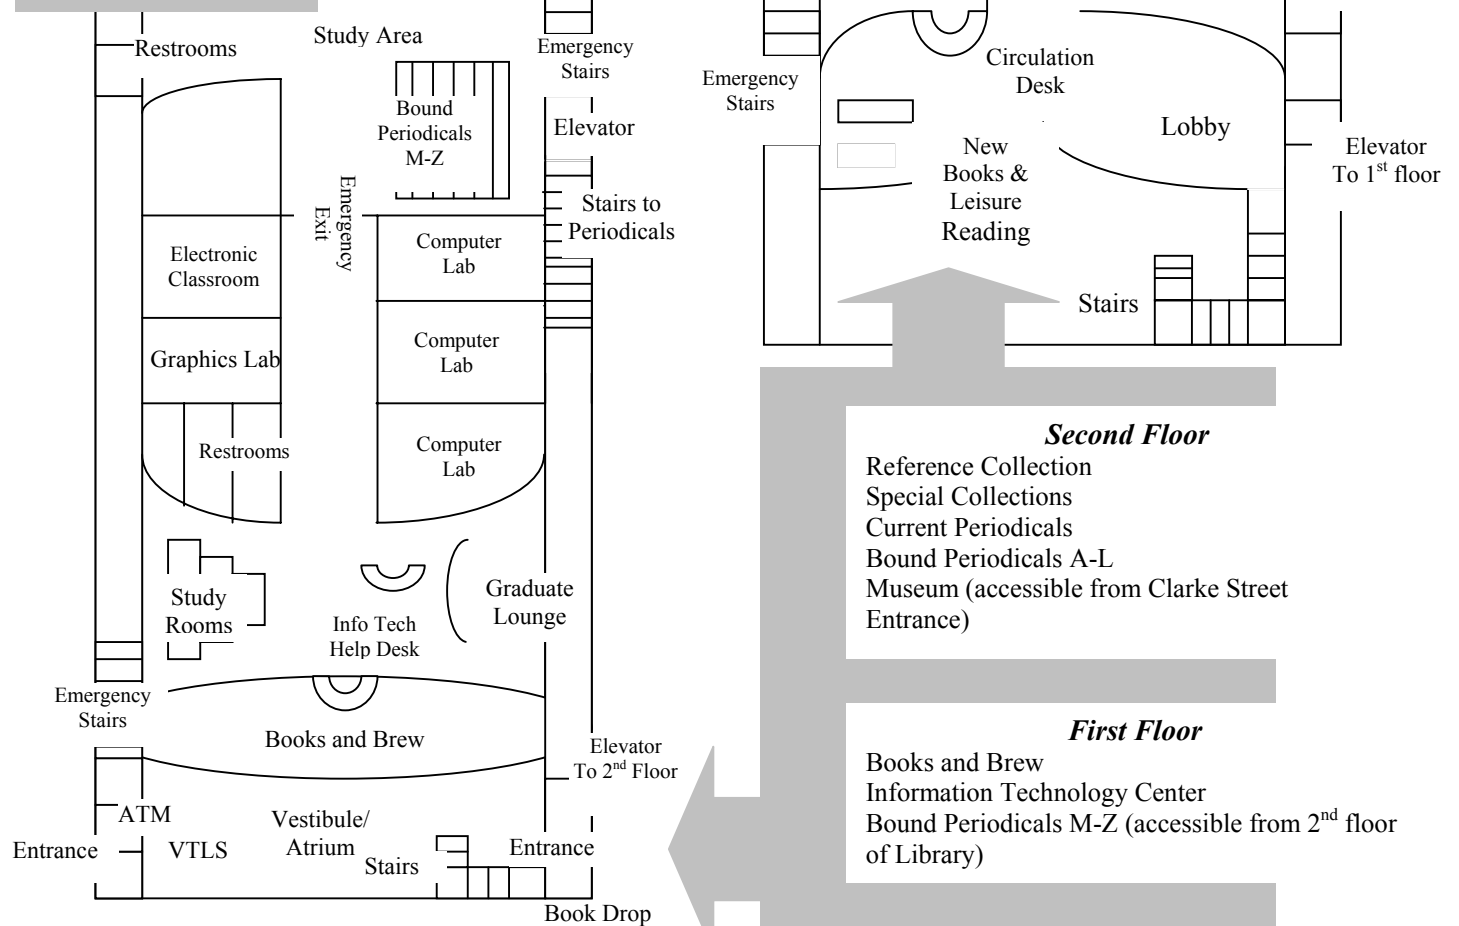 Restrooms
Study Area
Emergency
Stairs
Bound
Periodicals
M-Z
Elevator
Emergency
Exit
Stairs to
Periodicals
Electronic
Classroom
Computer
Lab
Graphics Lab
Computer
Lab
Restrooms
Computer
Lab
Study
Rooms
Info Tech
Help Desk
Graduate
Lounge
Emergency
Stairs
Books and Brew
Elevator
To 2nd Floor
ATM
Vestibule/
Atrium
Entrance
VTLS
Stairs
Entrance
Book Drop
Emergency
Stairs
Circulation
Desk
Lobby
New
Books &
Leisure
Reading
Elevator
To 1st floor
Stairs
Second Floor
Reference Collection
Special Collections
Current Periodicals
Bound Periodicals A-L
Museum (accessible from Clarke Street
Entrance)
First Floor
Books and Brew
Information Technology Center
Bound Periodicals M-Z (accessible from 2nd floor
of Library)